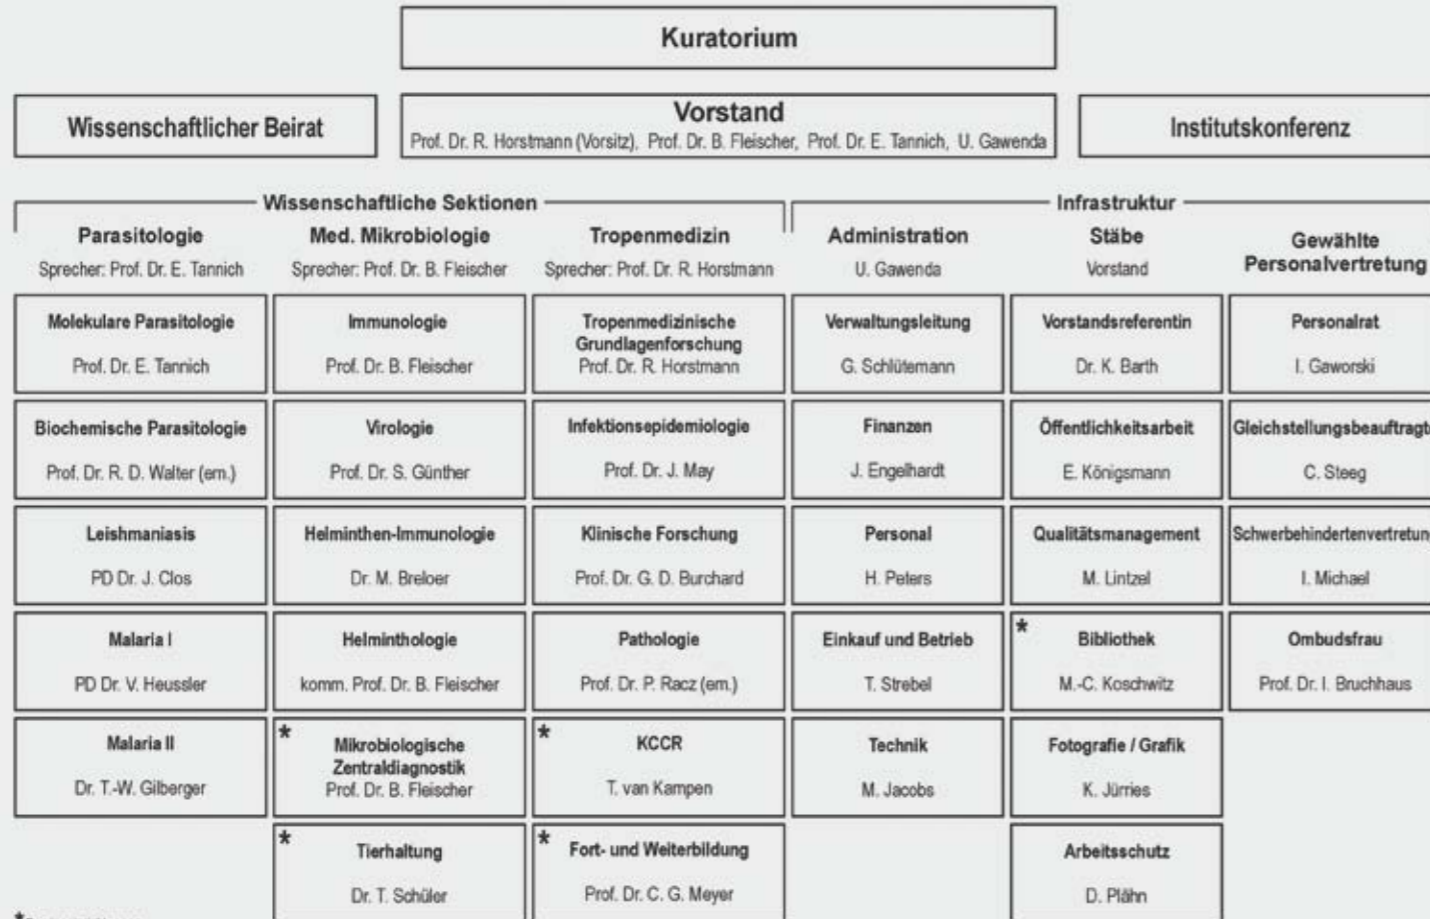 Kuratorium
Wissenschaftlicher Beirat
Vorstand
Prof. Dr. R. Horstmann (Vorsitz), Prof. Dr. B. Fleischer, Prof. Dr. E. Tannich, U. Gawenda
Institutskonferenz
Wissenschaftliche Sektionen
Infrastruktur
Parasitologie
Sprecher: Prof. Dr. E. Tannich
Molekulare Parasitologie
Prof. Dr. E. Tannich
Biochemische Parasitologie
Prof. Dr. R. D. Walter (em.)
Leishmaniasis
PD Dr. J. Clos
Malaria I
PD Dr. V. Heussler
Malaria II
Dr. T.-W. Gilberger
Med. Mikrobiologie
Sprecher: Prof. Dr. B. Fleischer
Immunologie
Prof. Dr. B. Fleischer
Virologie
Prof. Dr. S. Günther
Helminthen-Immunologie
Dr. M. Breloer
Helminthologie
komm. Prof. Dr. B. Fleischer
* Mikrobiologische
Zentraldiagnostik
Prof. Dr. B. Fleischer
* Tierhaltung
Dr. T. Schüler
Tropenmedizin
Sprecher: Prof. Dr. R. Horstmann
Tropenmedizinische
Grundlagenforschung
Prof. Dr. R. Horstmann
Infektionsepidemiologie
Prof. Dr. J. May
Klinische Forschung
Prof. Dr. G. D. Burchard
Pathologie
Prof. Dr. P. Racz (em.)
* KCCR
T. van Kampen
* Fort- und Weiterbildung
Prof. Dr. C. G. Meyer
Administration
U. Gawenda
Verwaltungsleitung
G. Schlütemann
Finanzen
J. Engelhardt
Personal
H. Peters
Einkauf und Betrieb
T. Strebel
Technik
M. Jacobs
Stäbe
Vorstand
Vorstandsreferentin
Dr. K. Barth
Öffentlichkeitsarbeit
E. Königsmann
Qualitätsmanagement
M. Lintzel
* Bibliothek
M.-C. Koschwitz
Fotografie / Grafik
K. Jürries
Arbeitsschutz
D. Plähn
Gewählte
Personalvertretung
Personalrat
I. Gaworski
Gleichstellungsbeauftragte
C. Steeg
Schwerbehindertenvertretun
I. Michael
Ombudsfrau
Prof. Dr. I. Bruchhaus
*